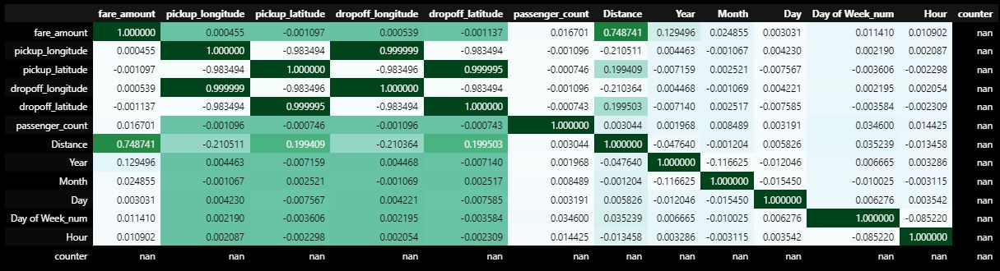 fare_amount pickup_longitude pickup_latitude dropoff_longitude dropoff_latitude passenger_count Distance Year Month Day Day of Week_num Hour counter
fare_amount 1.000000 0.000455 -0.001097 0.000539 -0.001137 0.016701 0.748741 0.129496 0.024855 0.003031 0.011410 0.010902 nan
pickup_longitude 0.000455 1.000000 -0.983494 0.999999 -0.983494 -0.001096 -0.210511 0.004463 -0.001067 0.004230 0.002190 0.002087 nan
pickup_latitude -0.001097 -0.983494 1.000000 -0.983496 0.999995 -0.000746 0.199409 -0.007159 0.002521 -0.007567 -0.003606 -0.002298 nan
dropoff_longitude 0.000539 0.999999 -0.983496 1.000000 -0.983494 -0.001096 -0.210364 0.004468 -0.001069 0.004221 0.002195 0.002054 nan
dropoff_latitude -0.001137 -0.983494 0.999995 -0.983494 1.000000 -0.000743 0.199503 -0.007140 0.002517 -0.007585 -0.003584 -0.002309 nan
passenger_count 0.016701 -0.001096 -0.000746 -0.001096 -0.000743 1.000000 0.003044 0.001968 0.008489 0.003191 0.034600 0.014425 nan
Distance 0.748741 -0.210511 0.199409 -0.210364 0.199503 0.003044 1.000000 -0.047640 -0.001204 0.005826 0.035239 -0.013458 nan
Year 0.129496 0.004463 -0.007159 0.004468 -0.007140 0.001968 -0.047640 1.000000 -0.116625 -0.012046 0.006665 0.003286 nan
Month 0.024855 -0.001067 0.002521 -0.001069 0.002517 0.008489 -0.001204 -0.116625 1.000000 -0.015450 -0.010025 -0.003115 nan
Day 0.003031 0.004230 -0.007567 0.004221 -0.007585 0.003191 0.005826 -0.012046 -0.015450 1.000000 0.006276 0.003542 nan
Day of Week_num 0.011410 0.002190 -0.003606 0.002195 -0.003584 0.034600 0.035239 0.006665 -0.010025 0.006276 1.000000 -0.085220 nan
Hour 0.010902 0.002087 -0.002298 0.002054 -0.002309 0.014425 -0.013458 0.003286 -0.003115 0.003542 -0.085220 1.000000 nan
counter nan nan nan nan nan nan nan nan nan nan nan nan nan